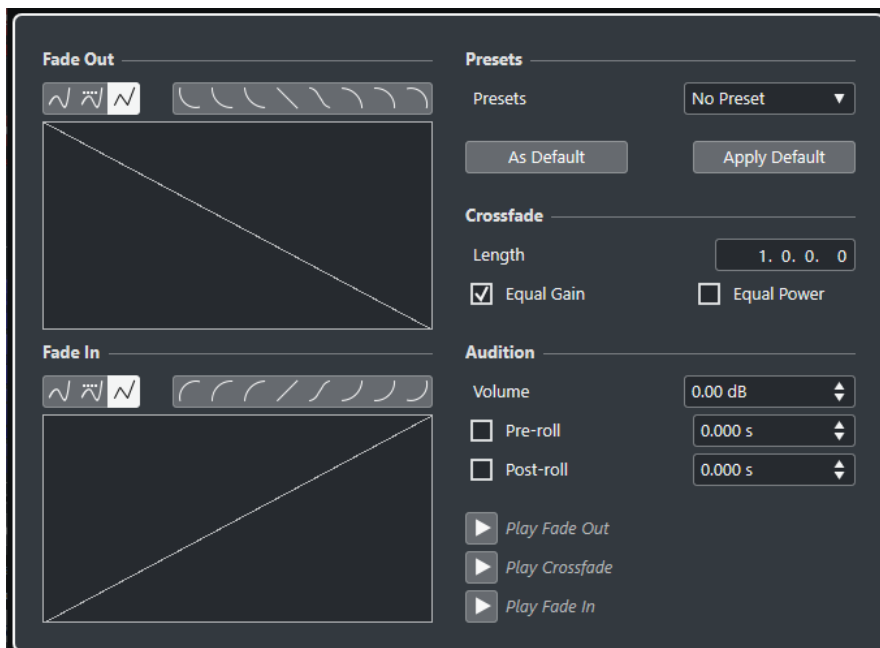 Fade Out
Fade In
Presets
Presets
No Preset
As Default
Apply Default
Crossfade
Length
1. 0. 0. 0
Equal Gain
Equal Power
Audition
Volume
0.00 dB
Pre-roll
0.000 s
Post-roll
0.000 s
Play Fade Out
Play Crossfade
Play Fade In